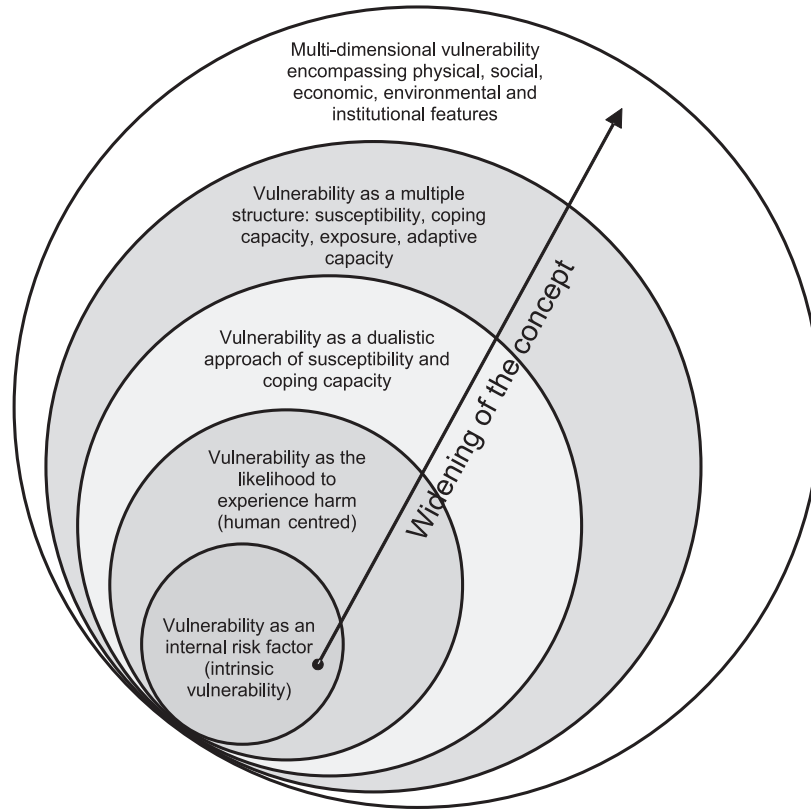 Multi-dimensional vulnerability
encompassing physical, social,
economic, environmental and
institutional features
Vulnerability as a multiple
structure: susceptibility, coping
capacity, exposure, adaptive
capacity
Widening of the concept
Vulnerability as a dualistic
approach of susceptibility and
coping capacity
Vulnerability as the
likelihood to
experience harm
(human centred)
Vulnerability as an
internal risk factor
(intrinsic
vulnerability)